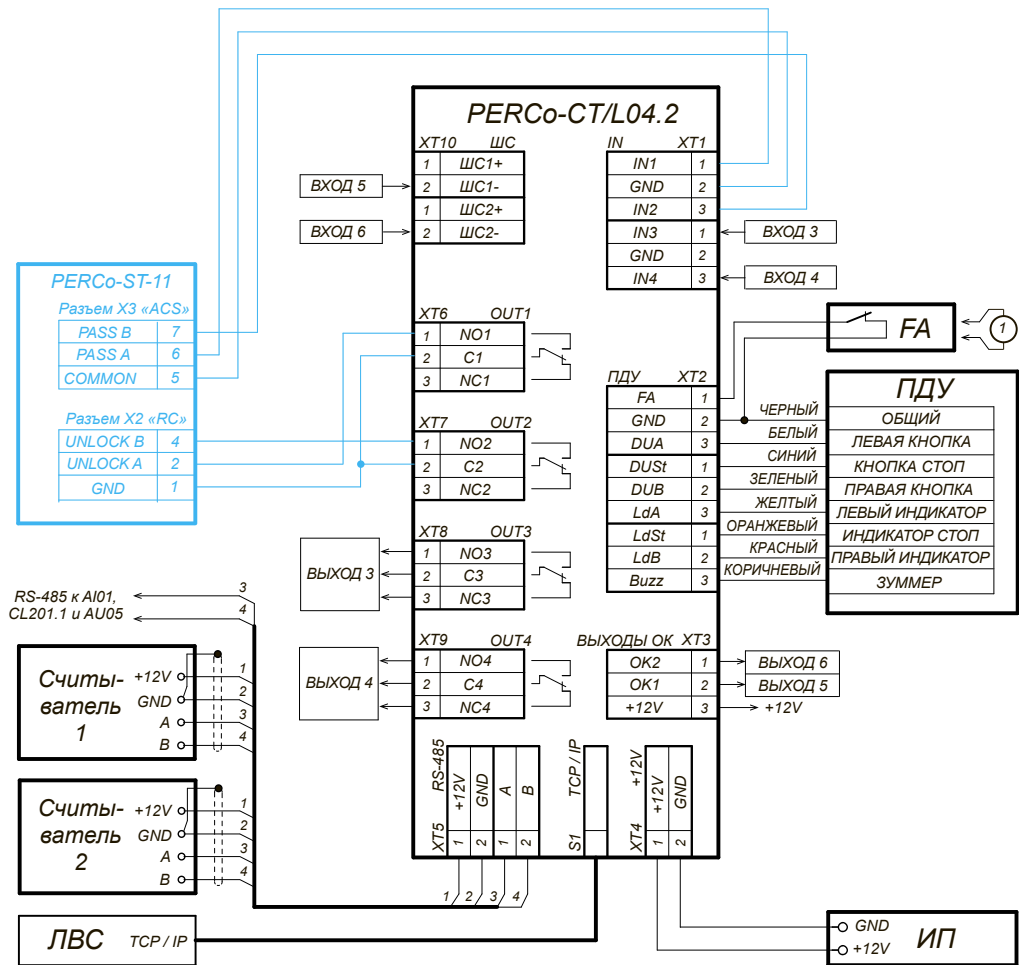 PERCo-CT/L04.2
XT10 ШС
1 ШС1+
2 ШС1-
1 ШС2+
2 ШС2-
ВХОД 5
ВХОД 6
IN XT1
IN1 1
GND 2
IN2 3
IN3 1
GND 2
IN4 3
ВХОД 3
ВХОД 4
PERCo-ST-11
Разъем X3 «ACS»
PASS B 7
PASS A 6
COMMON 5
Разъем X2 «RC»
UNLOCK B 4
UNLOCK A 2
GND 1
XT6 OUT1
1 NO1
2 C1
3 NC1
XT7 OUT2
1 NO2
2 C2
3 NC2
XT8 OUT3
1 NO3
2 C3
3 NC3
ВЫХОД 3
XT9 OUT4
1 NO4
2 C4
3 NC4
ВЫХОД 4
FA
1
ПДУ XT2
FA 1
GND 2
DUA 3
DUSt 1
DUB 2
LdA 3
LdSt 1
LdB 2
Buzz 3
ЧЕРНЫЙ
БЕЛЫЙ
СИНИЙ
ЗЕЛЕНЫЙ
ЖЕЛТЫЙ
ОРАНЖЕВЫЙ
КРАСНЫЙ
КОРИЧНЕВЫЙ
ПДУ
ОБЩИЙ
ЛЕВАЯ КНОПКА
КНОПКА СТОП
ПРАВАЯ КНОПКА
ЛЕВЫЙ ИНДИКАТОР
ИНДИКАТОР СТОП
ПРАВЫЙ ИНДИКАТОР
ЗУММЕР
ВЫХОДЫ ОК XT3
OK2 1
OK1 2
+12V 3
ВЫХОД 6
ВЫХОД 5
+12V
RS-485 к AI01,
CL201.1 и AU05
3
4
Считы-
ватель
1
+12V 1
GND 2
A 3
B 4
Считы-
ватель
2
+12V 1
GND 2
A 3
B 4
XT5 RS-485
1 +12V
2 GND
1 A
2 B
1 2 3 4
S1 TCP / IP
XT4 +12V
1 +12V
2 GND
ЛВС TCP / IP
GND
+12V
ИП